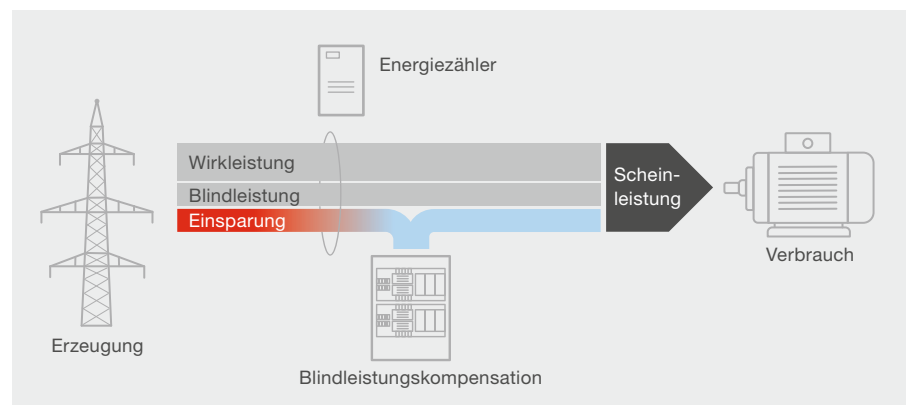 Energiezähler
Wirkleistung
Blindleistung
Einsparung
Schein-
leistung
Verbrauch
Erzeugung
Blindleistungskompensation